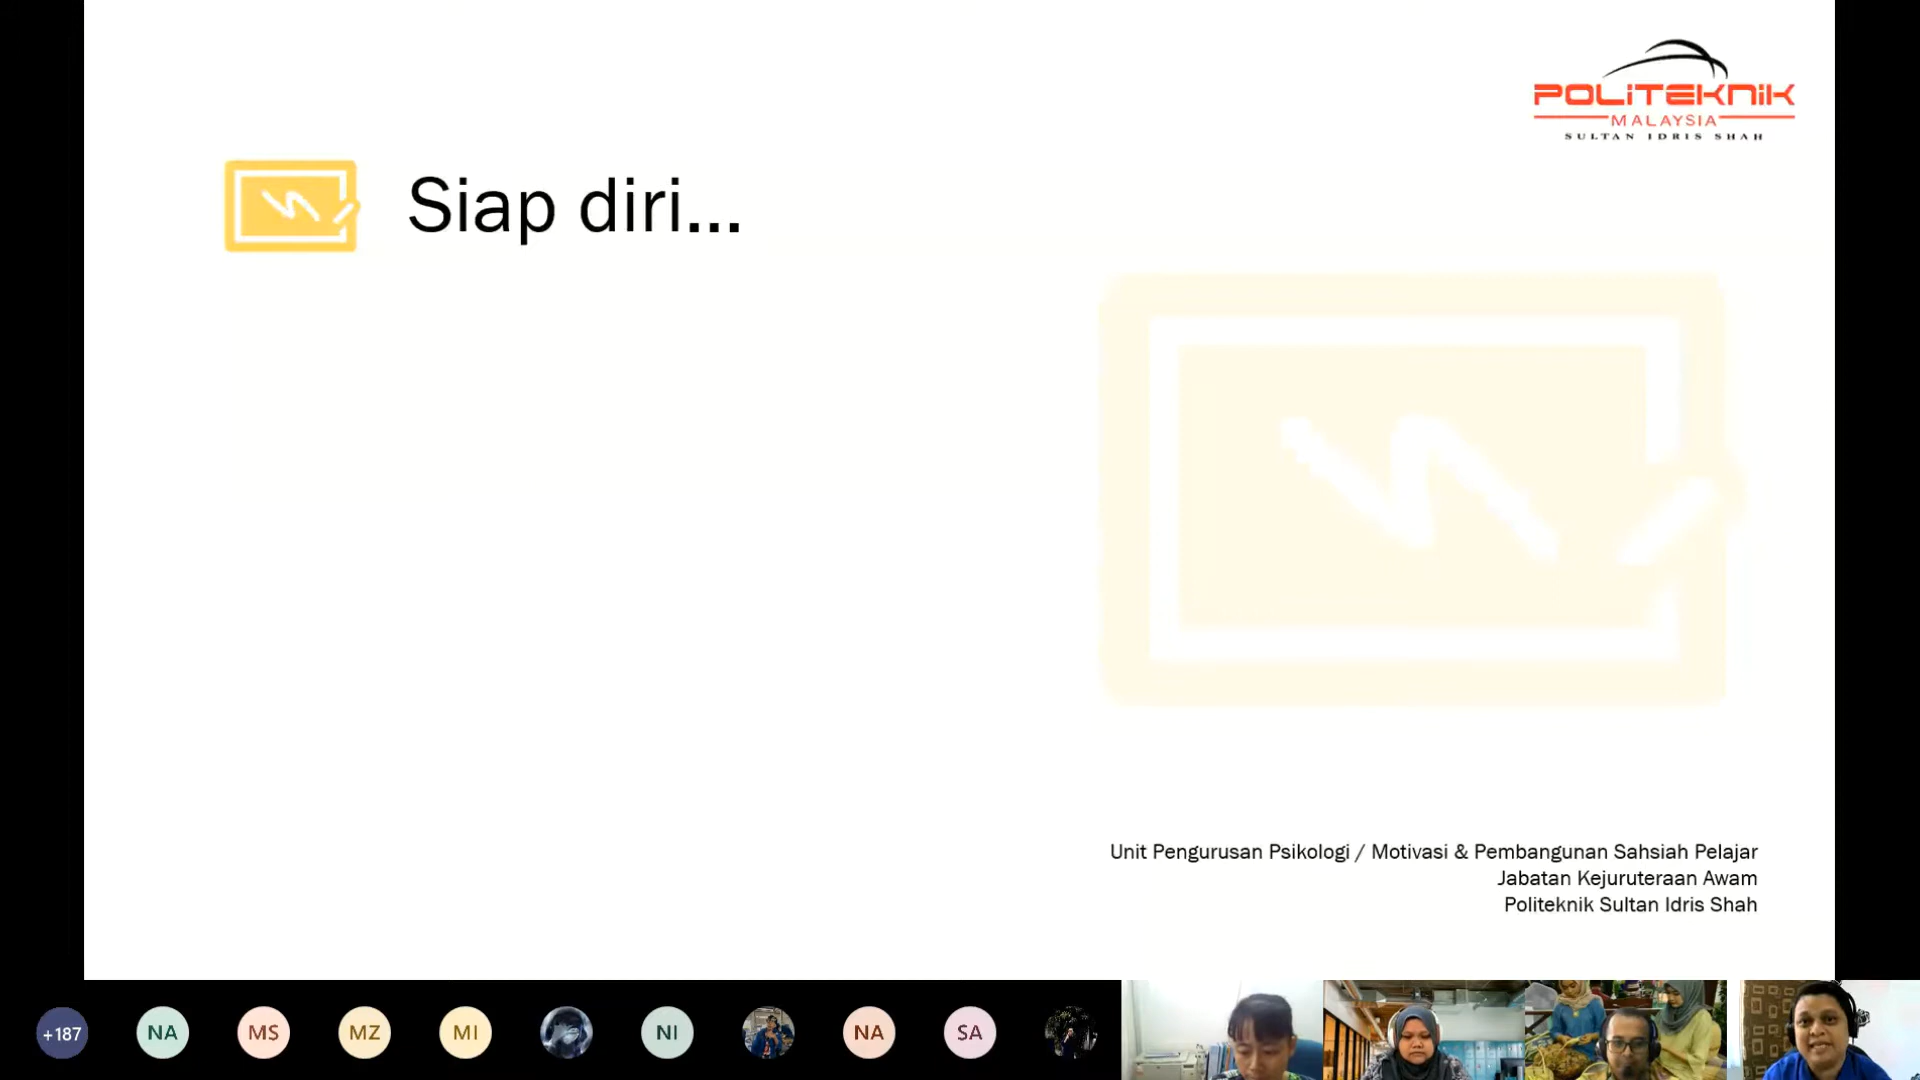 POLITEKNIK
MALAYSIA
SULTAN IDRIS SHAH
Siap diri...
Unit Pengurusan Psikologi / Motivasi & Pembangunan Sahsiah Pelajar
Jabatan Kejuruteraan Awam
Politeknik Sultan Idris Shah
+187
NA
MS
MZ
MI
NI
NA
SA